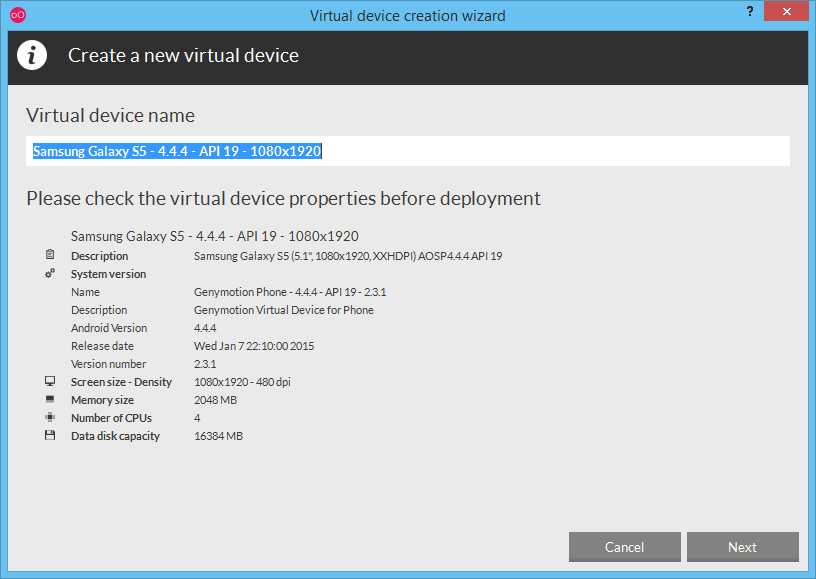 Virtual device creation wizard
?
Create a new virtual device
Virtual device name
Samsung Galaxy S5 - 4.4.4 - API 19 - 1080x1920
Please check the virtual device properties before deployment
Samsung Galaxy S5 - 4.4.4 - API 19 - 1080x1920
Description Samsung Galaxy S5 (5.1", 1080x1920, XXHDPI) AOSP4.4.4 API 19
System version
Name Genymotion Phone - 4.4.4 - API 19 - 2.3.1
Description Genymotion Virtual Device for Phone
Android Version 4.4.4
Release date Wed Jan 7 22:10:00 2015
Version number 2.3.1
Screen size - Density 1080x1920 - 480 dpi
Memory size 2048 MB
Number of CPUs 4
Data disk capacity 16384 MB
Cancel Next